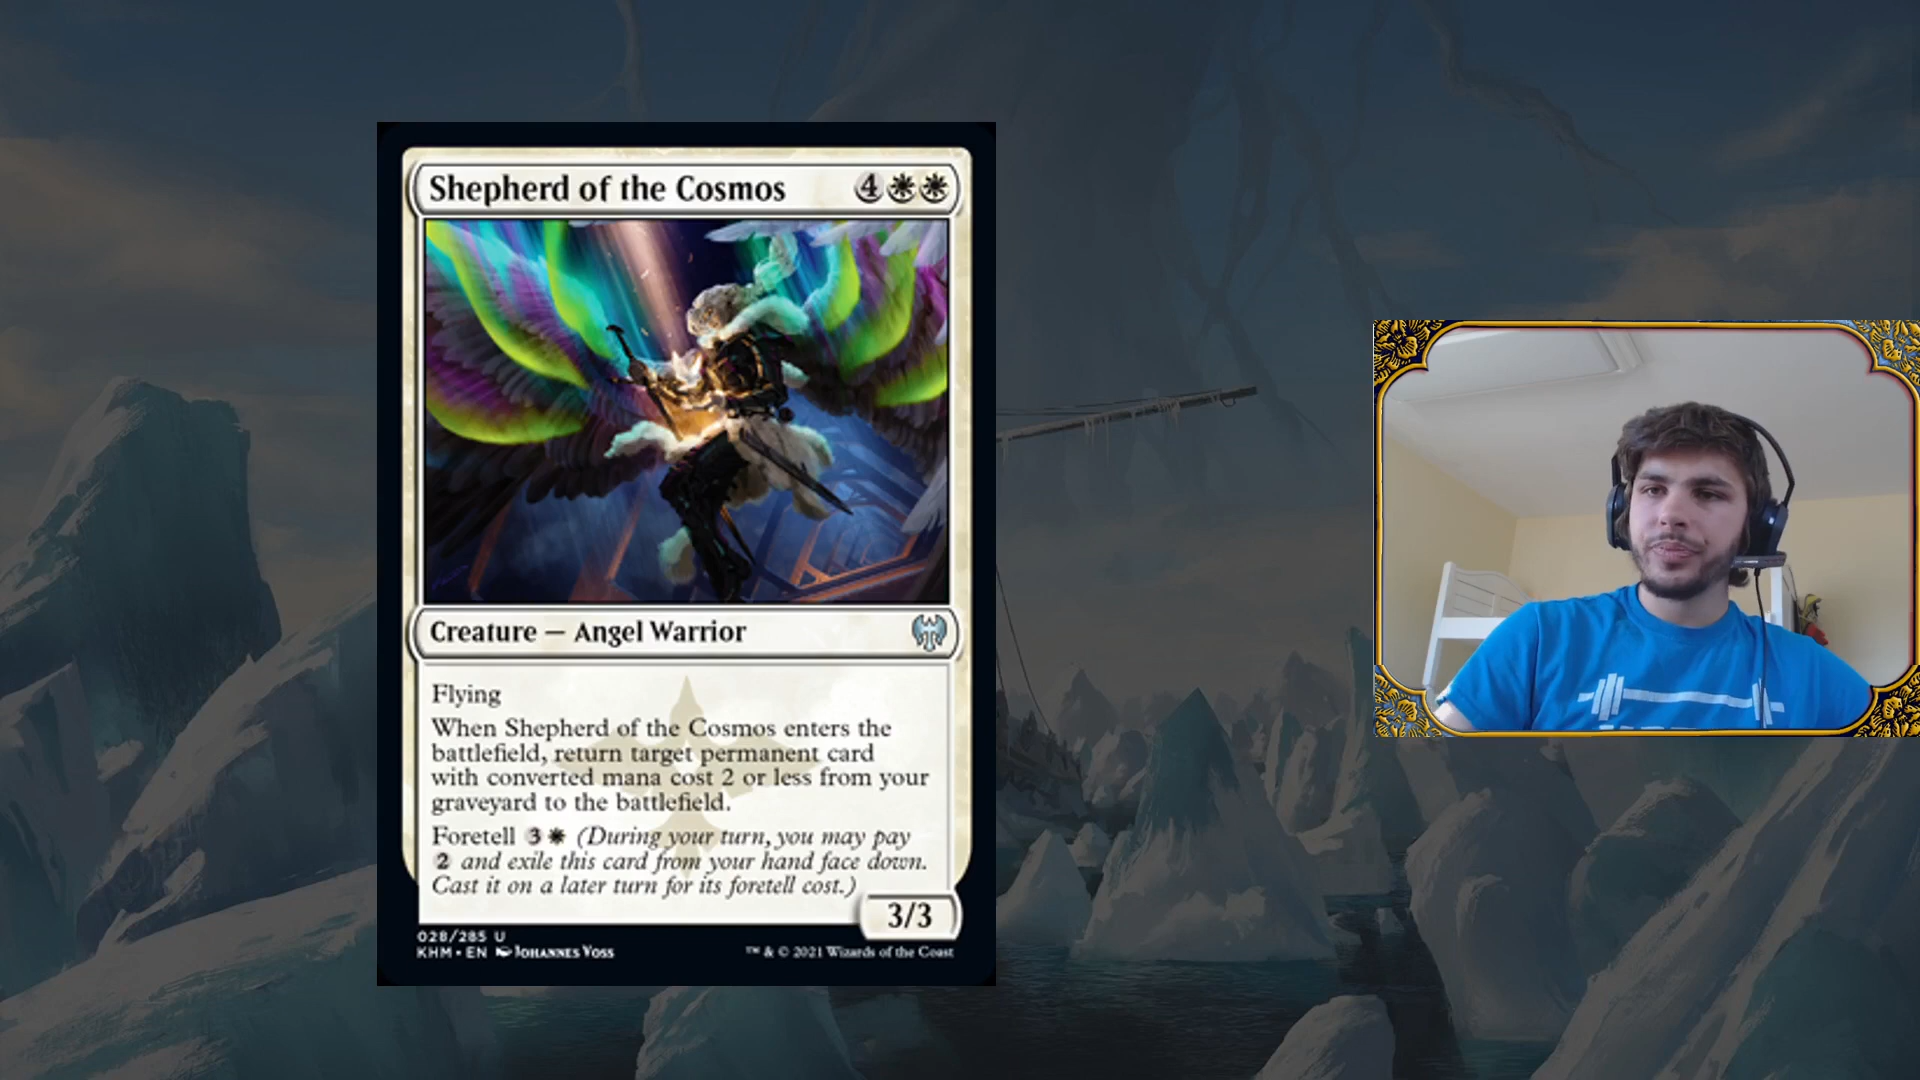 Shepherd of the Cosmos 4
Creature — Angel Warrior
Flying
When Shepherd of the Cosmos enters the
battlefield, return target permanent card
with converted mana cost 2 or less from your
graveyard to the battlefield.
Foretell 3 (During your turn, you may pay
2 and exile this card from your hand face down.
Cast it on a later turn for its foretell cost.)
3/3
028/285 U
KHM • EN Johannes Voss
™ & © 2021 Wizards of the Coast